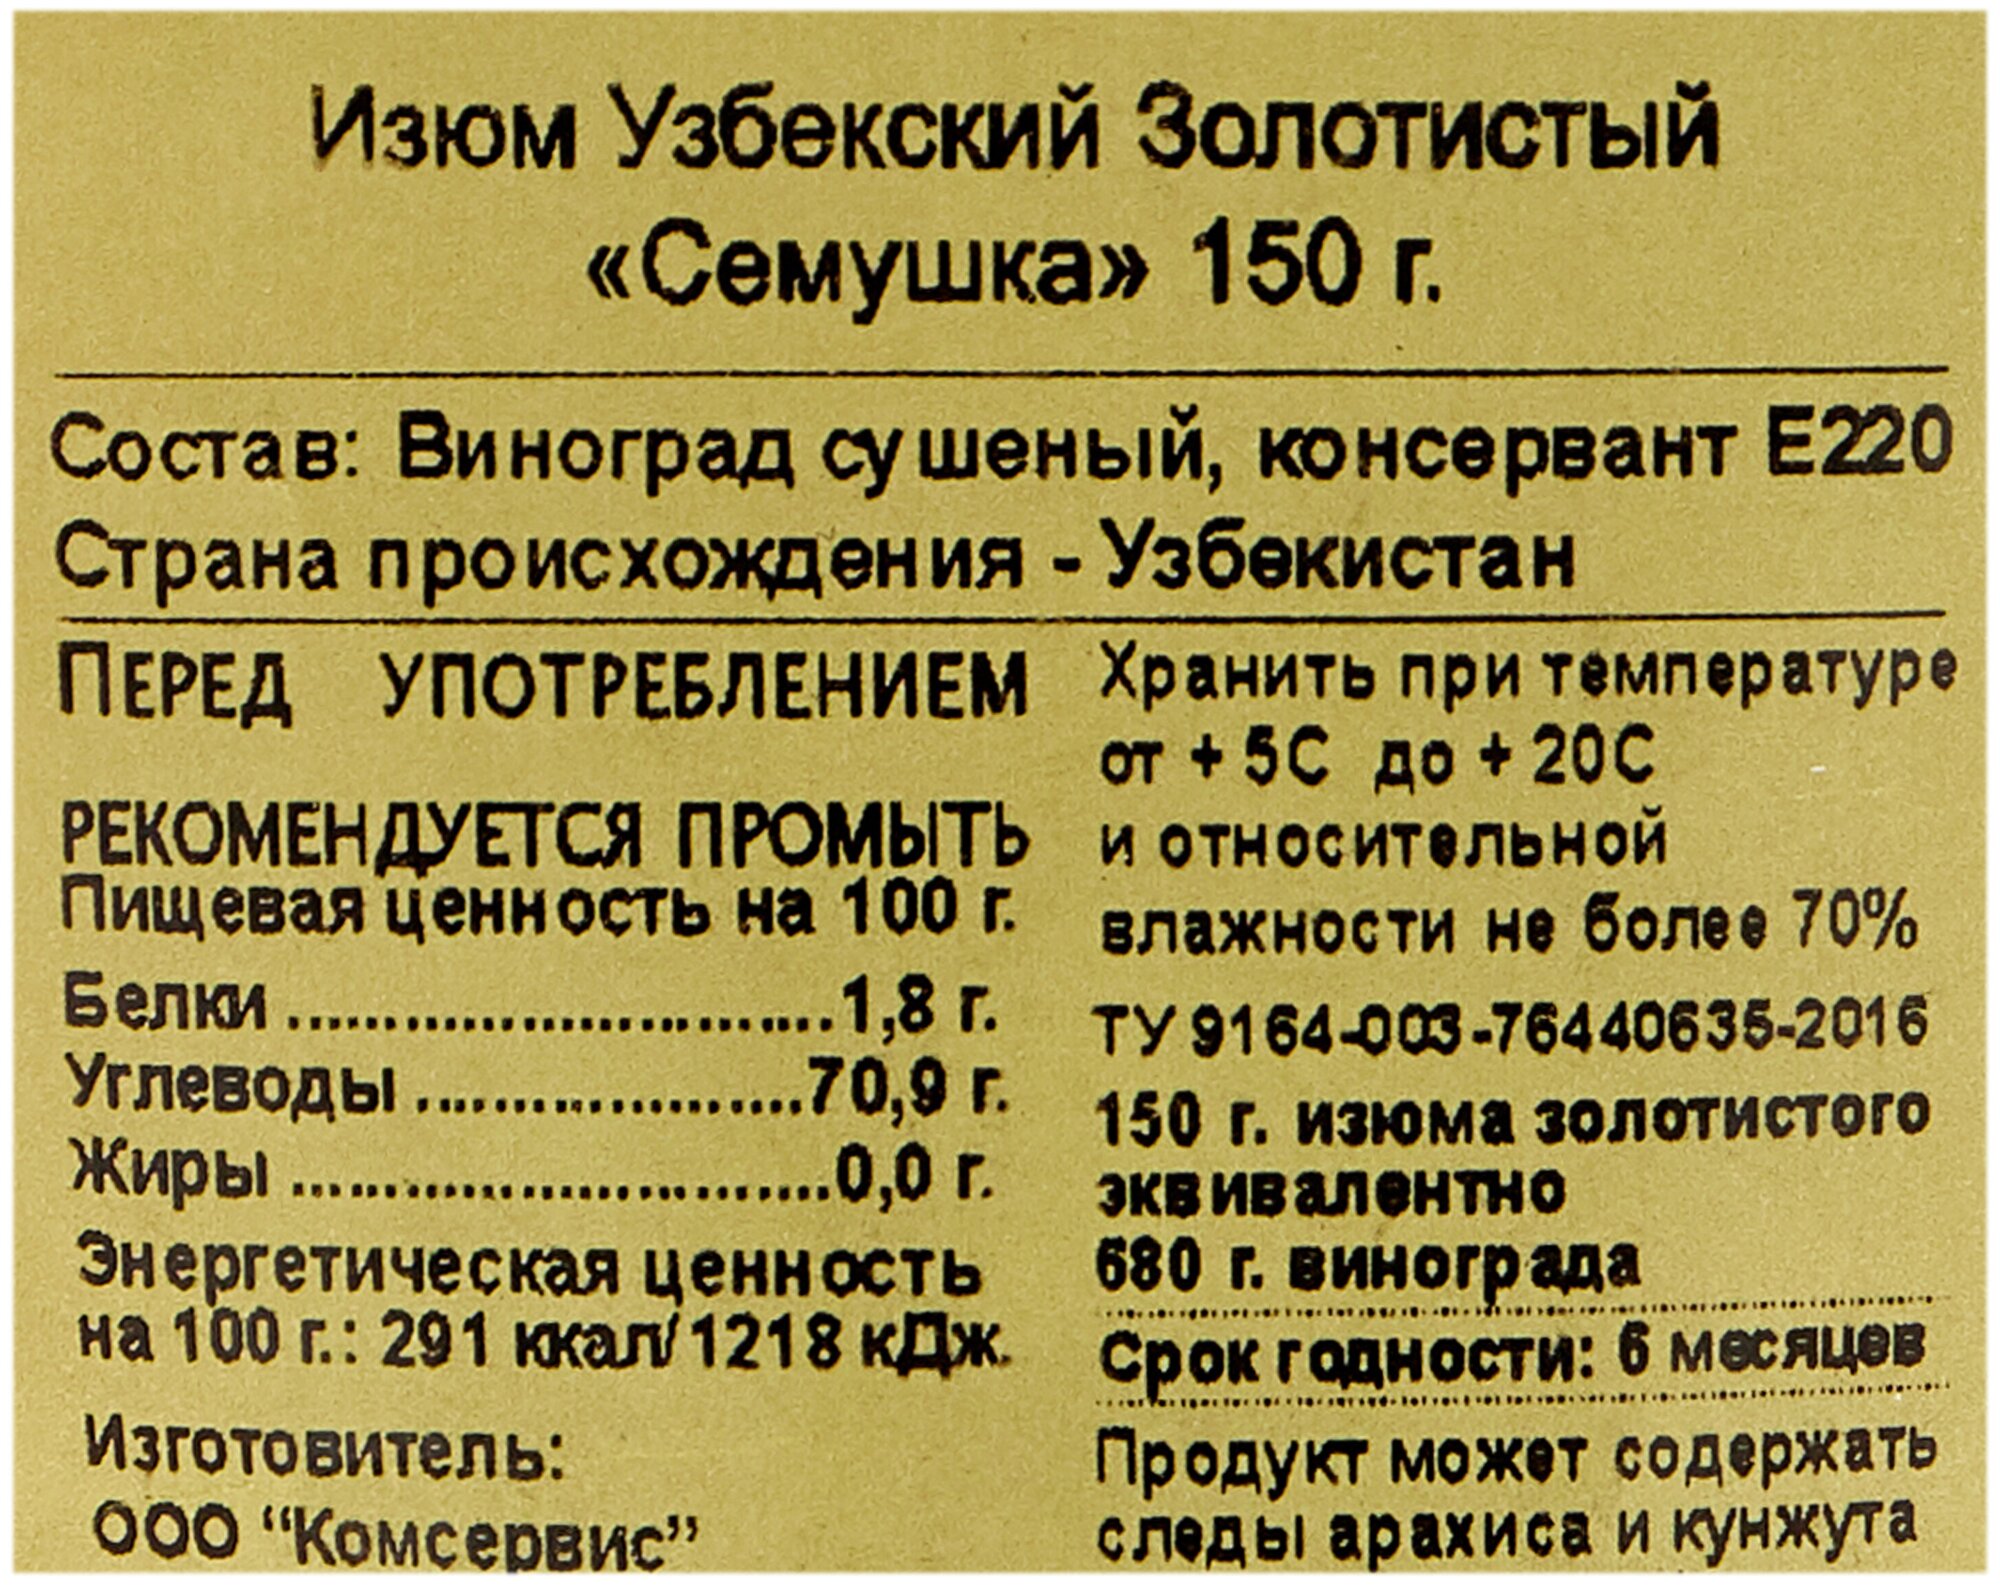 Изюм Узбекский Золотистый
«Семушка» 150 г.
Состав: Виноград сушеный, консервант Е220
Страна происхождения - Узбекистан
ПЕРЕД УПОТРЕБЛЕНИЕМ
РЕКОМЕНДУЕТСЯ ПРОМЫТЬ
Пищевая ценность на 100 г.
Белки ..............................1,8 г.
Углеводы .....................70,9 г.
Жиры ..............................0,0 г.
Энергетическая ценность
на 100 г.: 291 ккал/1218 кДж.
Изготовитель:
ООО “Комсервис”
Хранить при температуре
от + 5С до + 20С
и относительной
влажности не более 70%
ТУ 9164-003-76440635-2016
150 г. изюма золотистого
эквивалентно
680 г. винограда
Срок годности: 6 месяцев
Продукт может содержать
следы арахиса и кунжута